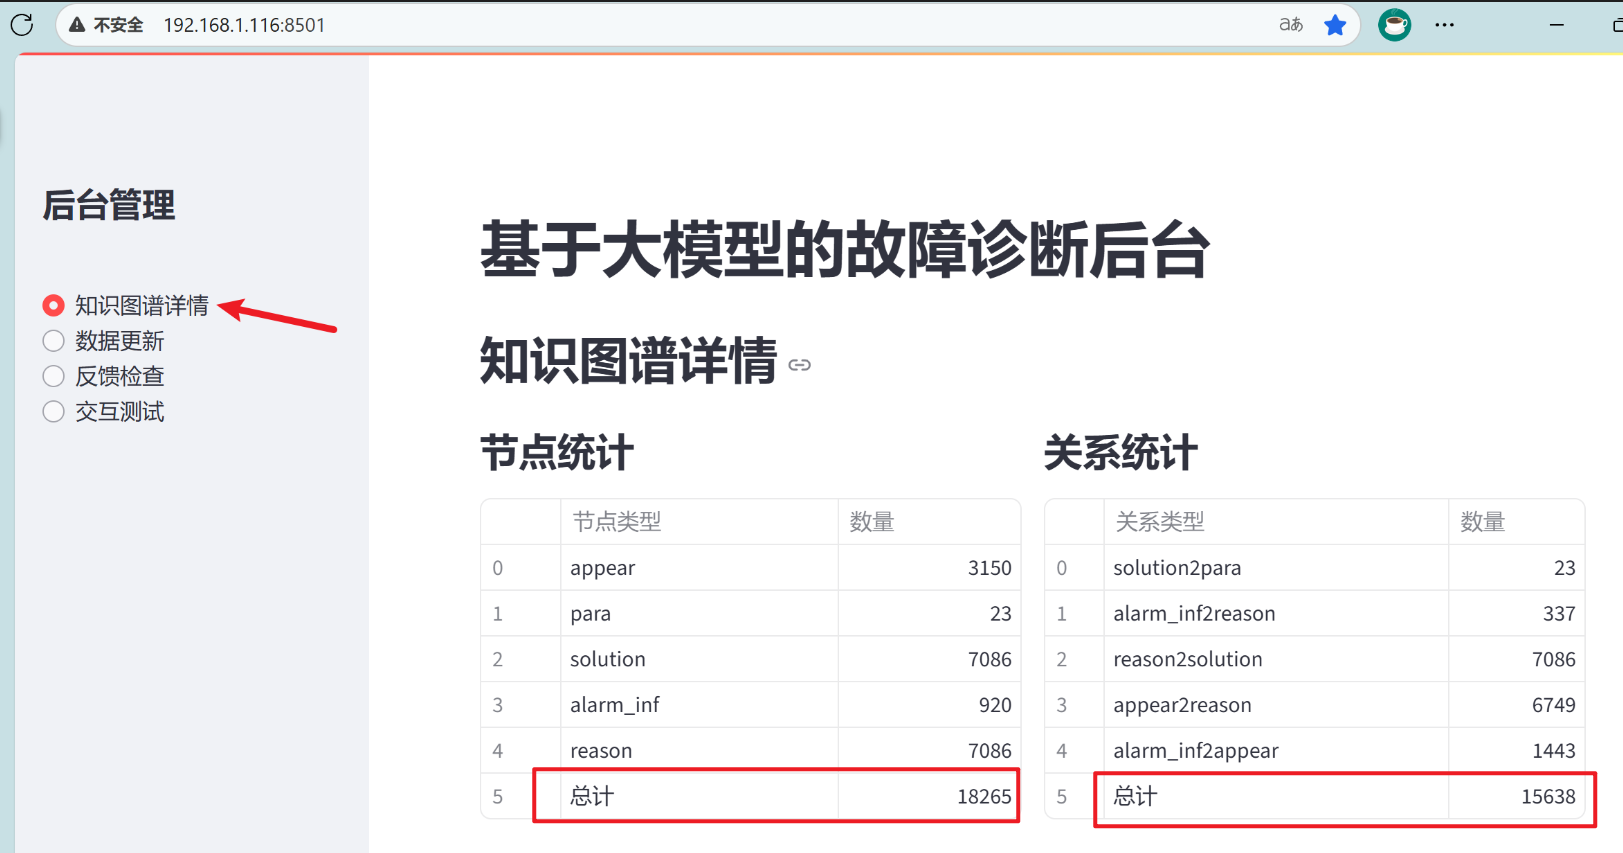 不安全 192.168.1.116:8501 aあ
后台管理
知识图谱详情
数据更新
反馈检查
交互测试
基于大模型的故障诊断后台
知识图谱详情
节点统计
节点类型 数量
0 appear 3150
1 para 23
2 solution 7086
3 alarm_inf 920
4 reason 7086
5 总计 18265
关系统计
关系类型 数量
0 solution2para 23
1 alarm_inf2reason 337
2 reason2solution 7086
3 appear2reason 6749
4 alarm_inf2appear 1443
5 总计 15638